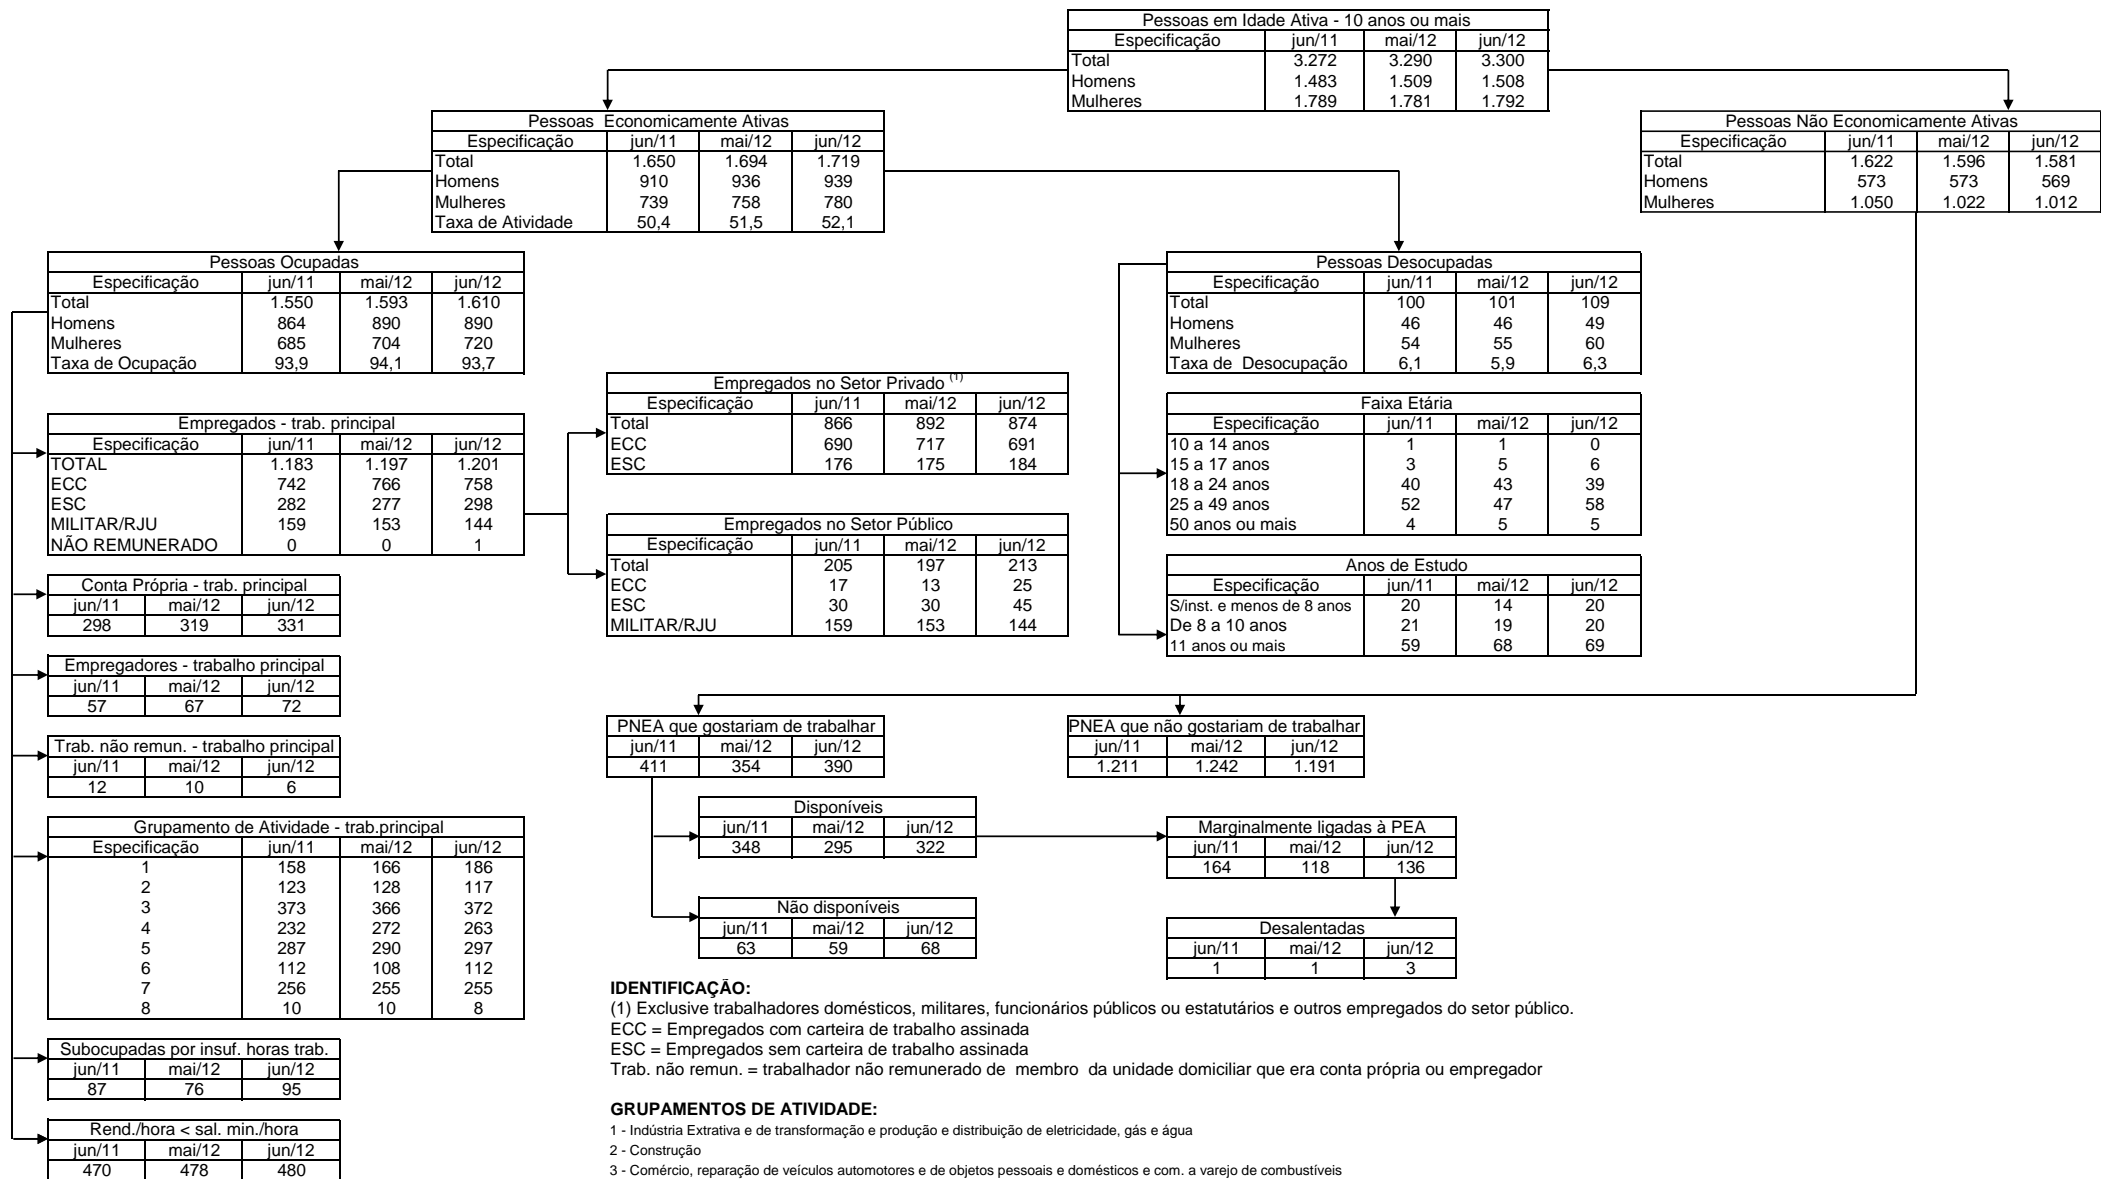 Pessoas em Idade Ativa - 10 anos ou mais
Especificação jun/11 mai/12 jun/12
Total 3.272 3.290 3.300
Homens 1.483 1.509 1.508
Mulheres 1.789 1.781 1.792
Pessoas Economicamente Ativas
Especificação jun/11 mai/12 jun/12
Total 1.650 1.694 1.719
Homens 910 936 939
Mulheres 739 758 780
Taxa de Atividade 50,4 51,5 52,1
Pessoas Não Economicamente Ativas
Especificação jun/11 mai/12 jun/12
Total 1.622 1.596 1.581
Homens 573 573 569
Mulheres 1.050 1.022 1.012
Pessoas Ocupadas
Especificação jun/11 mai/12 jun/12
Total 1.550 1.593 1.610
Homens 864 890 890
Mulheres 685 704 720
Taxa de Ocupação 93,9 94,1 93,7
Pessoas Desocupadas
Especificação jun/11 mai/12 jun/12
Total 100 101 109
Homens 46 46 49
Mulheres 54 55 60
Taxa de Desocupação 6,1 5,9 6,3
Empregados - trab. principal
Especificação jun/11 mai/12 jun/12
TOTAL 1.183 1.197 1.201
ECC 742 766 758
ESC 282 277 298
MILITAR/RJU 159 153 144
NÃO REMUNERADO 0 0 1
Empregados no Setor Privado (1)
Especificação jun/11 mai/12 jun/12
Total 866 892 874
ECC 690 717 691
ESC 176 175 184
Empregados no Setor Público
Especificação jun/11 mai/12 jun/12
Total 205 197 213
ECC 17 13 25
ESC 30 30 45
MILITAR/RJU 159 153 144
Faixa Etária
Especificação jun/11 mai/12 jun/12
10 a 14 anos 1 1 0
15 a 17 anos 3 5 6
18 a 24 anos 40 43 39
25 a 49 anos 52 47 58
50 anos ou mais 4 5 5
Anos de Estudo
Especificação jun/11 mai/12 jun/12
S/inst. e menos de 8 anos 20 14 20
De 8 a 10 anos 21 19 20
11 anos ou mais 59 68 69
Conta Própria - trab. principal
jun/11 mai/12 jun/12
298 319 331
Empregadores - trabalho principal
jun/11 mai/12 jun/12
57 67 72
Trab. não remun. - trabalho principal
jun/11 mai/12 jun/12
12 10 6
Grupamento de Atividade - trab.principal
Especificação jun/11 mai/12 jun/12
1 158 166 186
2 123 128 117
3 373 366 372
4 232 272 263
5 287 290 297
6 112 108 112
7 256 255 255
8 10 10 8
Subocupadas por insuf. horas trab.
jun/11 mai/12 jun/12
87 76 95
Rend./hora < sal. min./hora
jun/11 mai/12 jun/12
470 478 480
PNEA que gostariam de trabalhar
jun/11 mai/12 jun/12
411 354 390
PNEA que não gostariam de trabalhar
jun/11 mai/12 jun/12
1.211 1.242 1.191
Disponíveis
jun/11 mai/12 jun/12
348 295 322
Marginalmente ligadas à PEA
jun/11 mai/12 jun/12
164 118 136
Não disponíveis
jun/11 mai/12 jun/12
63 59 68
Desalentadas
jun/11 mai/12 jun/12
1 1 3
IDENTIFICAÇÃO:
(1) Exclusive trabalhadores domésticos, militares, funcionários públicos ou estatutários e outros empregados do setor público.
ECC = Empregados com carteira de trabalho assinada
ESC = Empregados sem carteira de trabalho assinada
Trab. não remun. = trabalhador não remunerado de membro da unidade domiciliar que era conta própria ou empregador
GRUPAMENTOS DE ATIVIDADE:
1 - Indústria Extrativa e de transformação e produção e distribuição de eletricidade, gás e água
2 - Construção
3 - Comércio, reparação de veículos automotores e de objetos pessoais e domésticos e com. a varejo de combustíveis